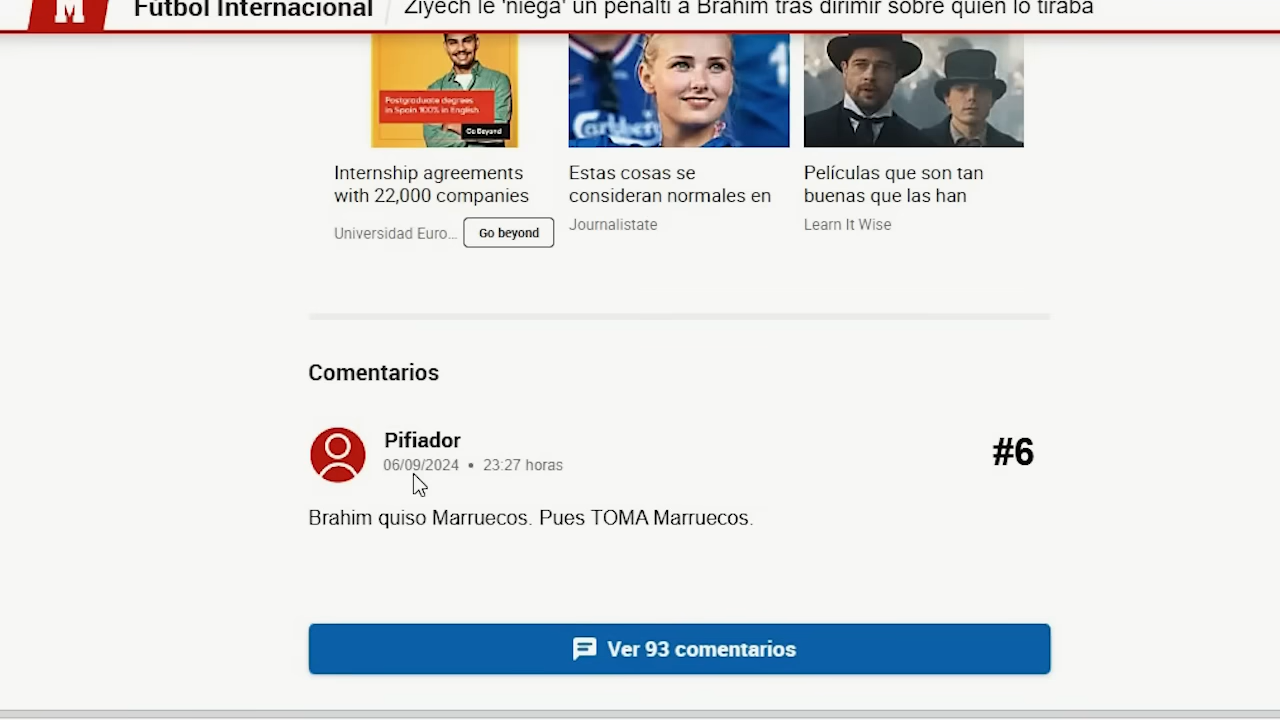 M
Fútbol Internacional
Ziyech le 'niega' un penalti a Brahim tras dirimir sobre quién lo tiraba
Postgraduate degrees
in Spain 100% in English
Go Beyond
Carlsberg
Internship agreements
with 22,000 companies
Universidad Euro...
Go beyond
Estas cosas se
consideran normales en
Journalistate
Películas que son tan
buenas que las han
Learn It Wise
Comentarios
Pifiador
#6
06/09/2024 • 23:27 horas
Brahim quiso Marruecos. Pues TOMA Marruecos.
Ver 93 comentarios